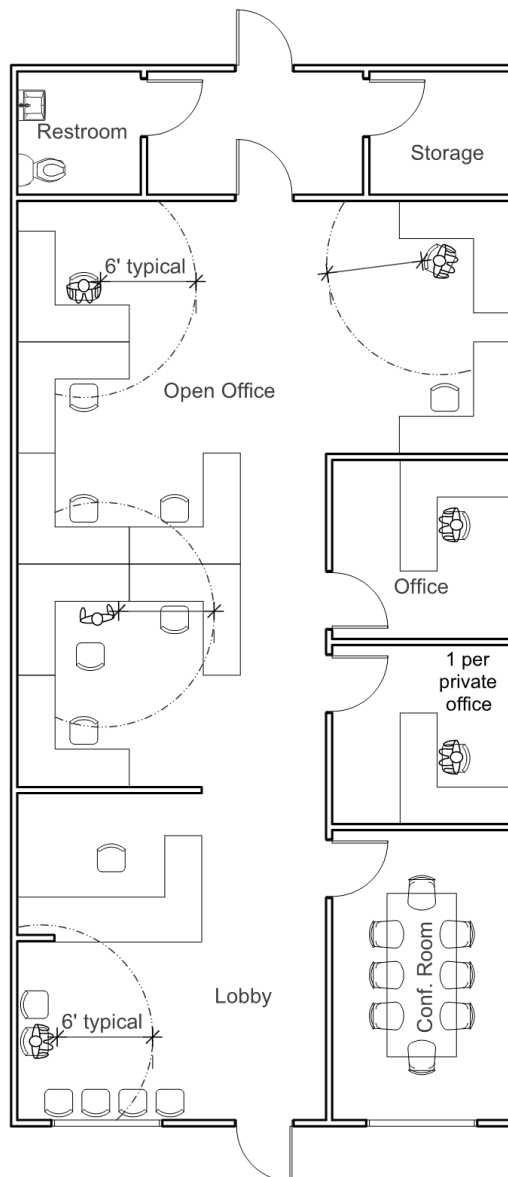 Restroom
Storage
6' typical
Open Office
Office
1 per
private
office
Conf. Room
Lobby
6' typical